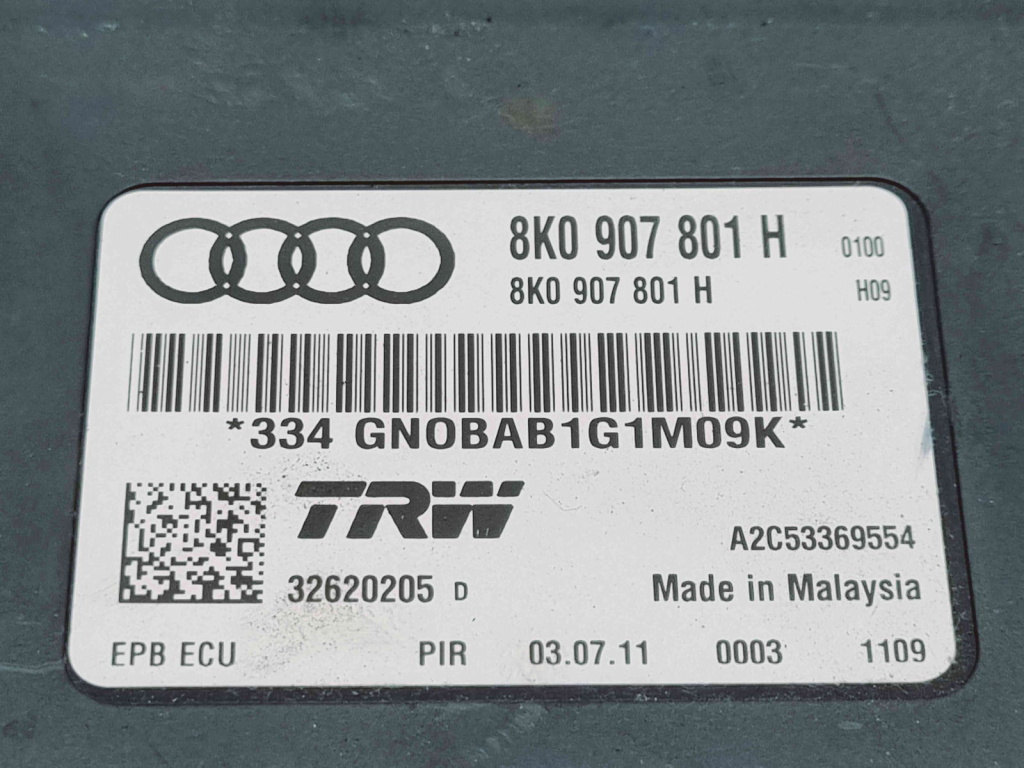 8K0 907 801 H 0100
8K0 907 801 H H09
*334 GN0BAB1G1M09K*
TRW
A2C53369554
32620205 D Made in Malaysia
EPB ECU PIR 03.07.11 0003 1109